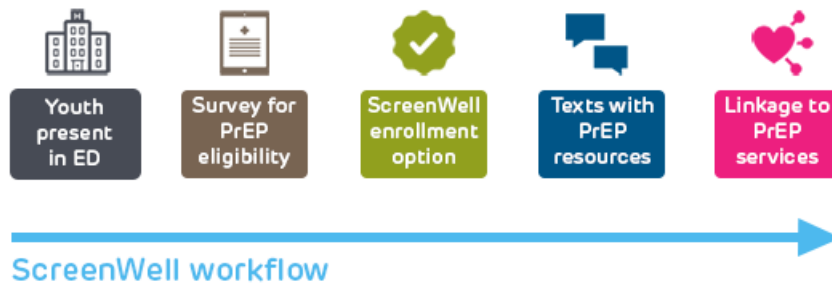 Youth
present
in ED
Survey for
PrEP
eligibility
ScreenWell
enrollment
option
Texts with
PrEP
resources
Linkage to
PrEP
services
ScreenWell workflow